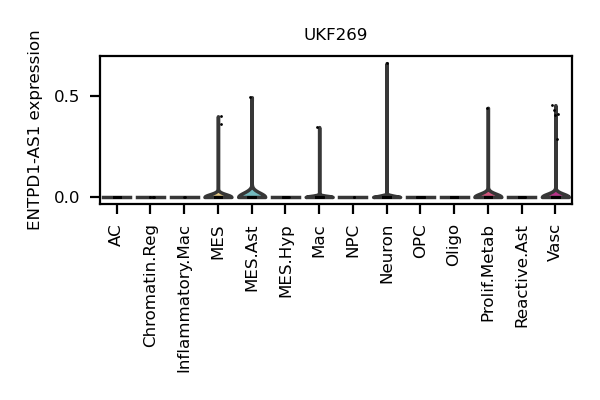 UKF269
ENTPD1-AS1 expression
0.5
0.0
AC
Chromatin.Reg
Inflammatory.Mac
MES
MES.Ast
MES.Hyp
Mac
NPC
Neuron
OPC
Oligo
Prolif.Metab
Reactive.Ast
Vasc